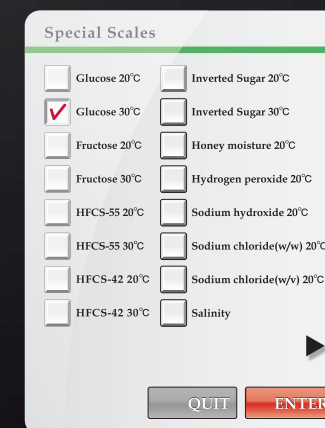 Special Scales
Glucose 20℃
Inverted Sugar 20℃
Glucose 30℃
Inverted Sugar 30℃
Fructose 20℃
Honey moisture 20℃
Fructose 30℃
Hydrogen peroxide 20℃
HFCS-55 20℃
Sodium hydroxide 20℃
HFCS-55 30℃
Sodium chloride(w/w) 20℃
HFCS-42 20℃
Sodium chloride(w/v) 20℃
HFCS-42 30℃
Salinity
QUIT
ENTER